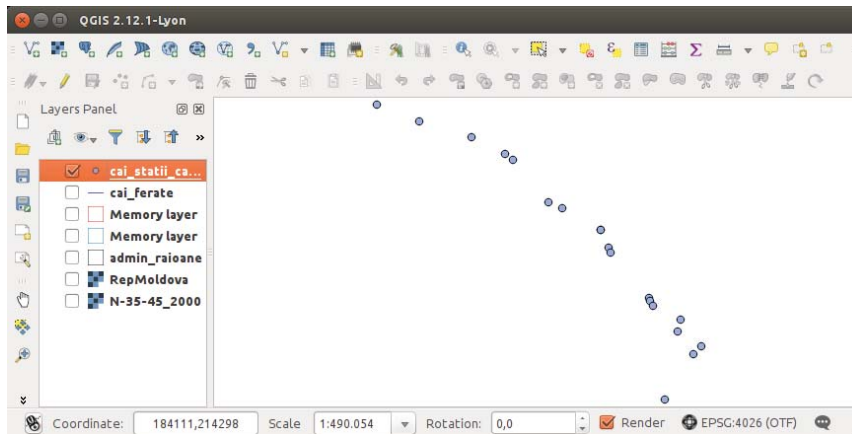 QGIS 2.12.1-Lyon
Layers Panel
cai_statii_ca...
cai_ferate
Memory layer
Memory layer
admin_raioane
RepMoldova
N-35-45_2000
Coordinate: 184111,214298 Scale 1:490.054 Rotation: 0,0 Render EPSG:4026 (OTF)